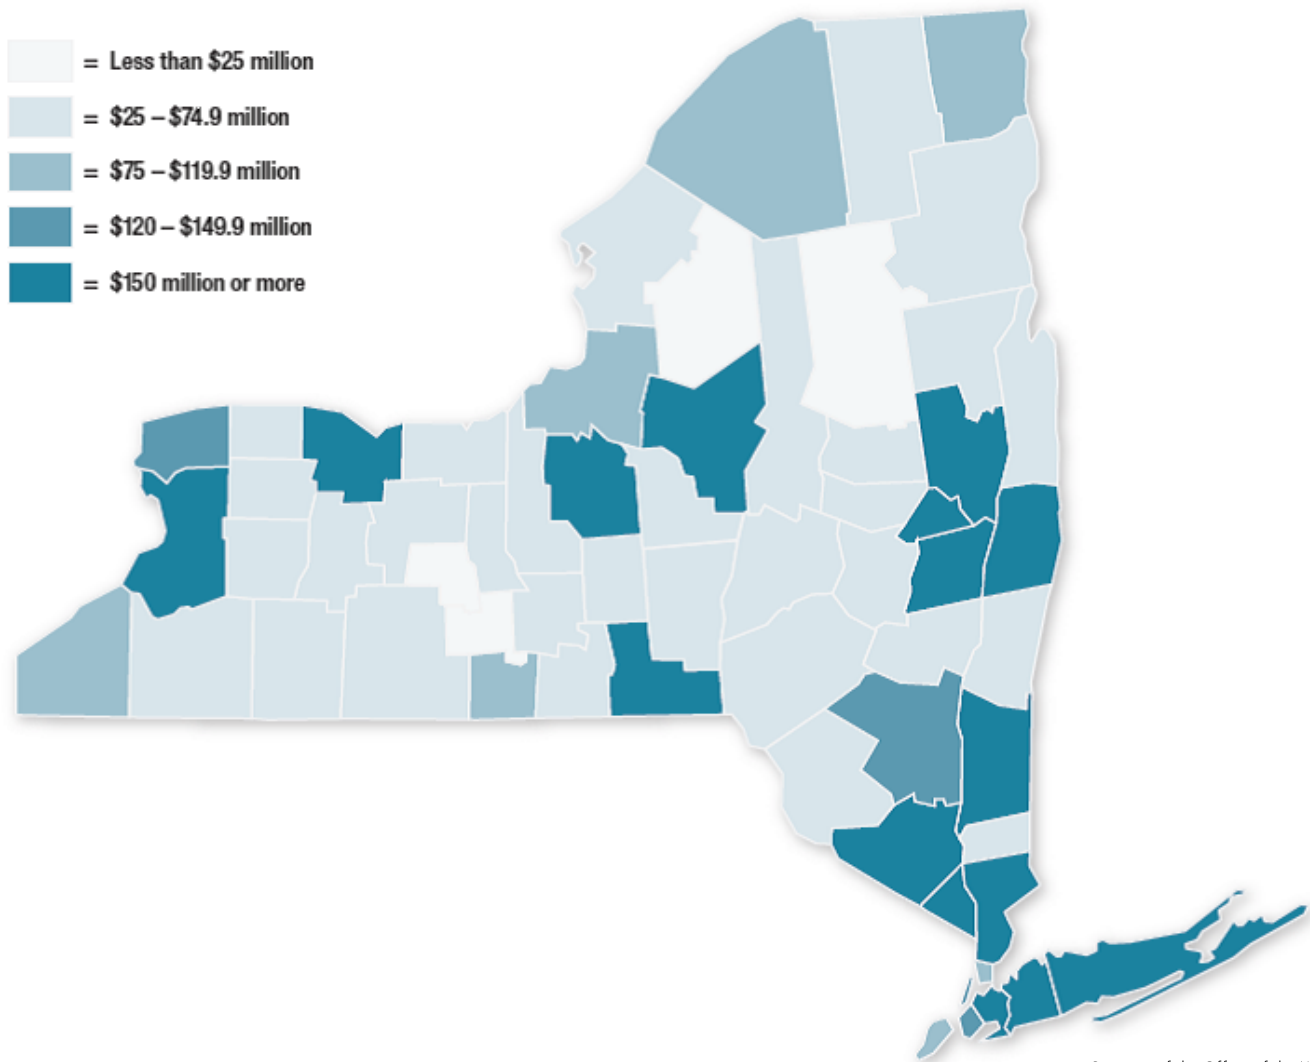 = Less than $25 million
= $25 – $74.9 million
= $75 – $119.9 million
= $120 – $149.9 million
= $150 million or more